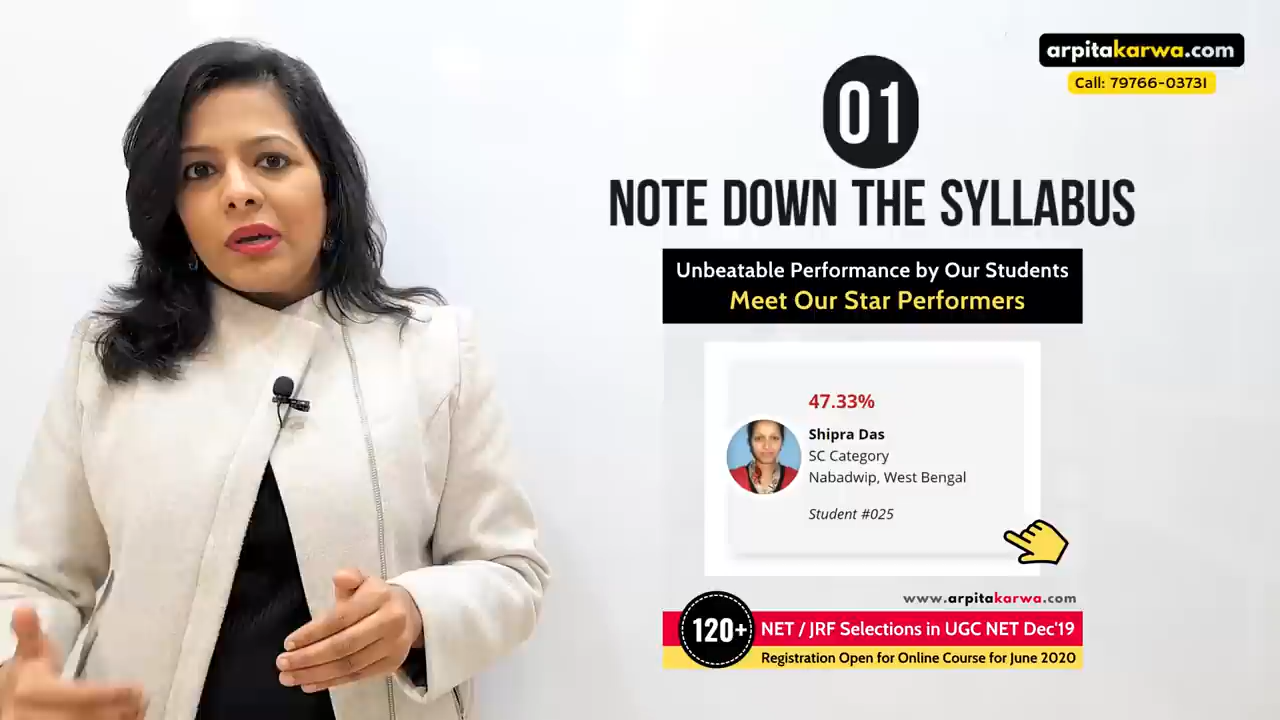 arpitakarwa.com
Call: 79766-03731
01
NOTE DOWN THE SYLLABUS
Unbeatable Performance by Our Students
Meet Our Star Performers
47.33%
Shipra Das
SC Category
Nabadwip, West Bengal
Student #025
www.arpitakarwa.com
120+
NET / JRF Selections in UGC NET Dec'19
Registration Open for Online Course for June 2020